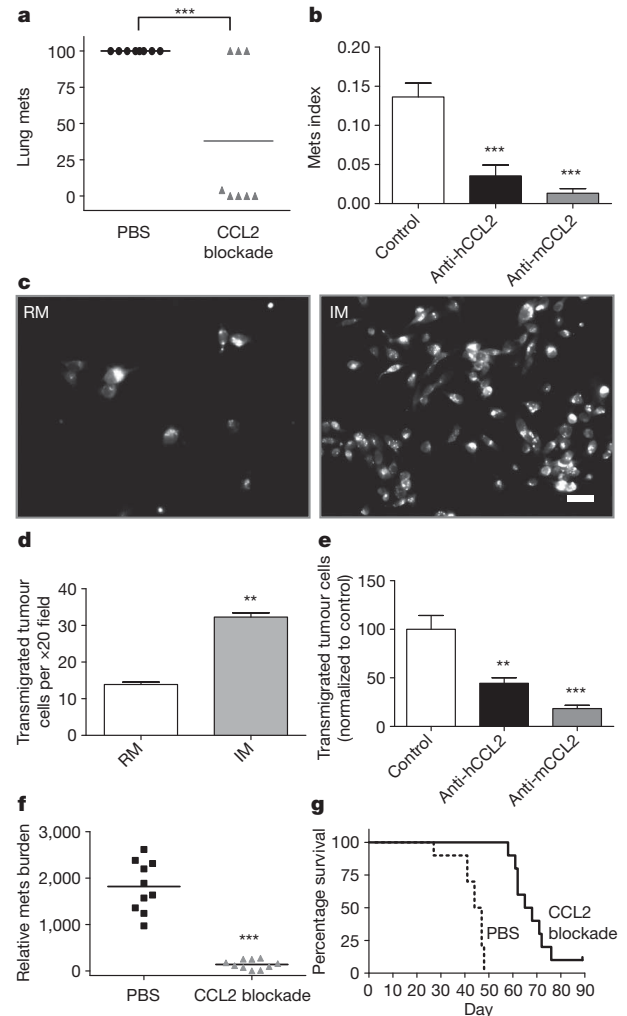 a
***
100
75
50
25
0
Lung mets
PBS
CCL2
blockade
b
0.20
0.15
0.10
0.05
0.00
Mets index
***
***
Control
Anti-hCCL2
Anti-mCCL2
c
RM
IM
d
40
30
20
10
0
Transmigrated tumour
cells per ×20 field
**
RM
IM
e
150
100
50
0
Transmigrated tumour cells
(normalized to control)
**
***
Control
Anti-hCCL2
Anti-mCCL2
f
3,000
2,000
1,000
0
Relative mets burden
***
PBS
CCL2 blockade
g
100
75
50
25
0
Percentage survival
PBS
CCL2
blockade
0 10 20 30 40 50 60 70 80 90
Day